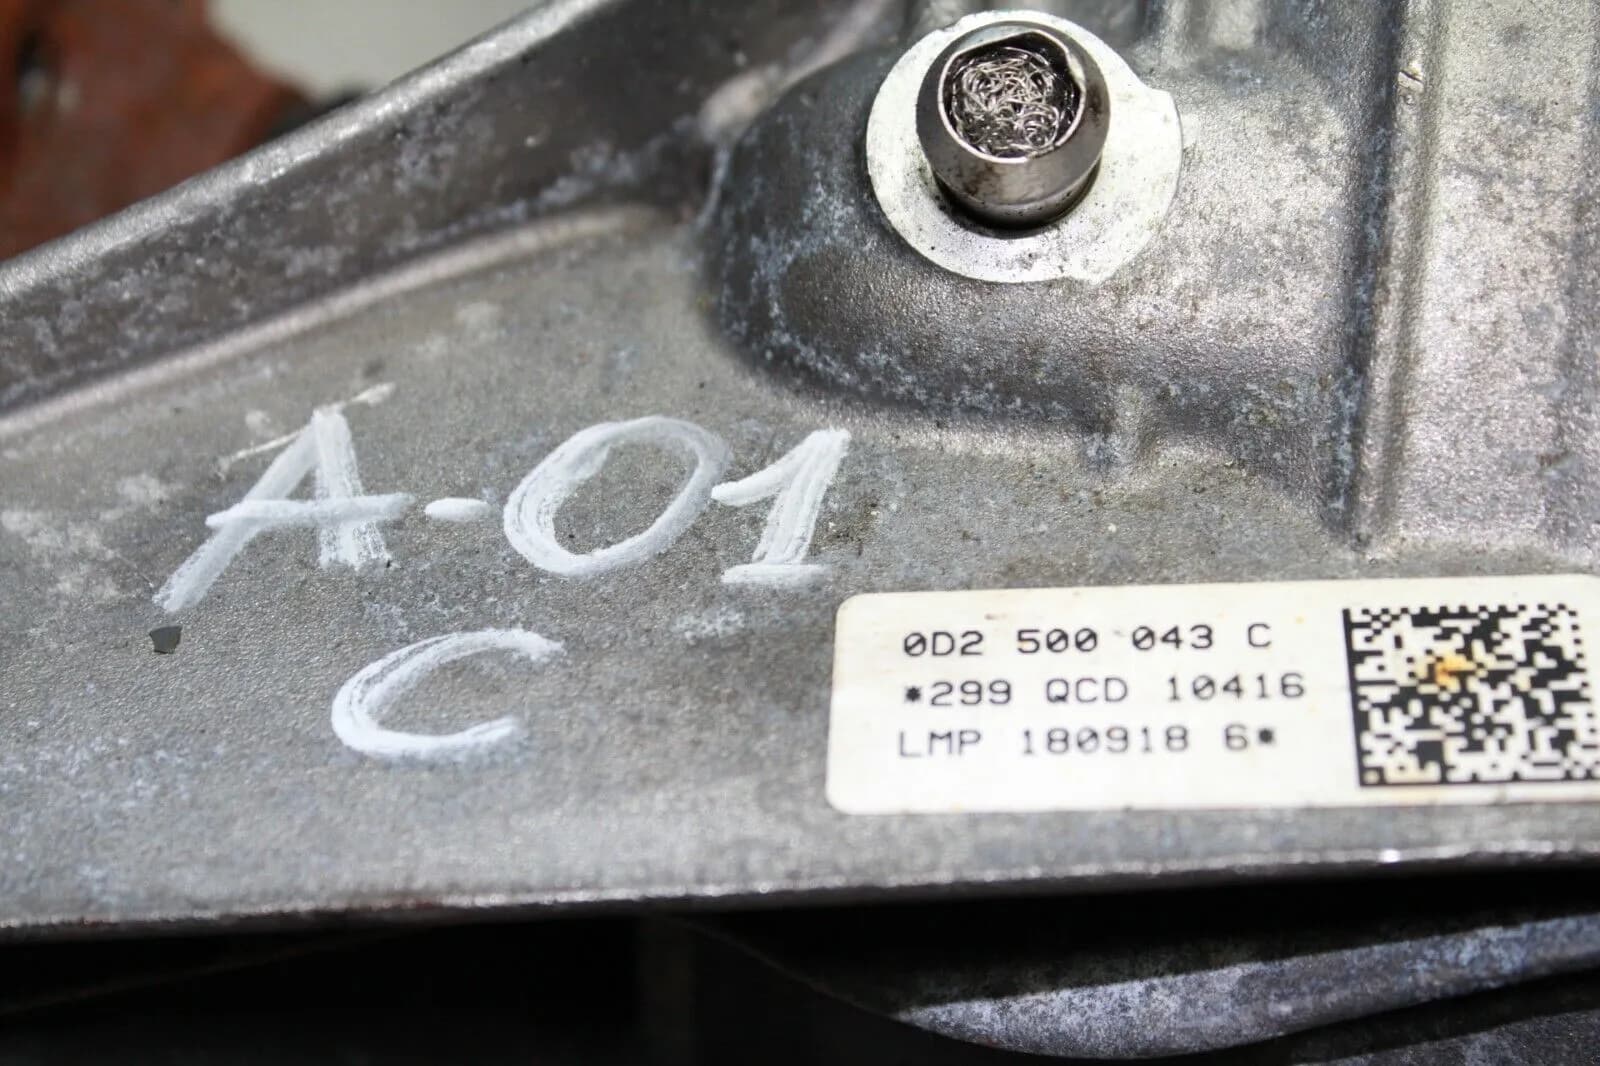 A-01
C
0D2 500 043 C
*299 QCD 10416
LMP 180918 6*